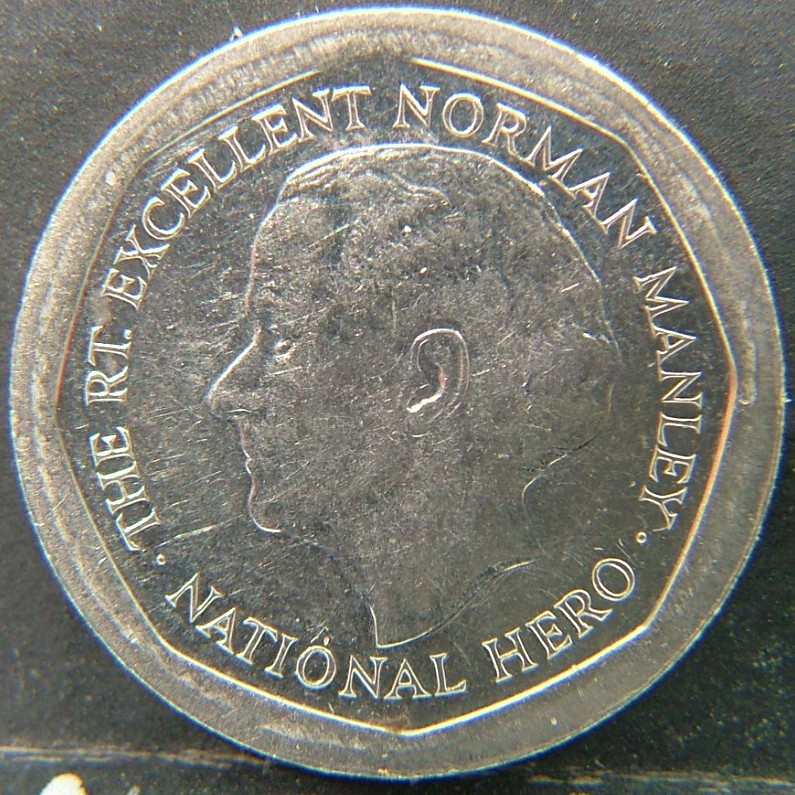 THE RT. EXCELLENT NORMAN MANLEY
· NATIONAL HERO ·